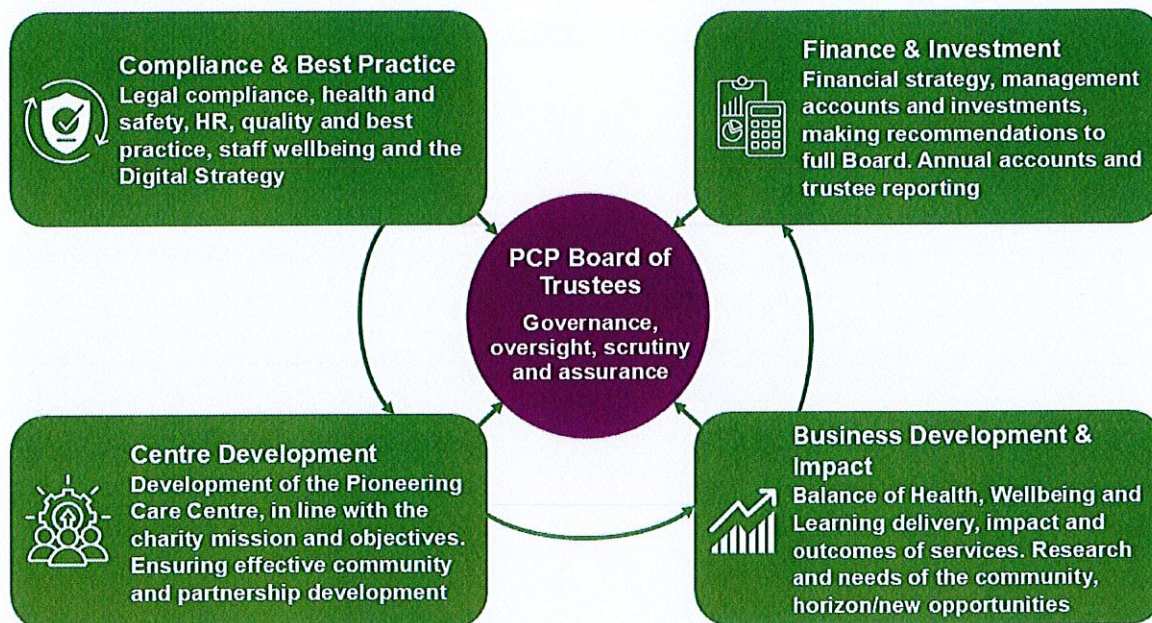 Compliance & Best Practice
Legal compliance, health and
safety, HR, quality and best
practice, staff wellbeing and the
Digital Strategy
Finance & Investment
Financial strategy, management
accounts and investments,
making recommendations to
full Board. Annual accounts and
trustee reporting
PCP Board of
Trustees
Governance,
oversight, scrutiny
and assurance
Centre Development
Development of the Pioneering
Care Centre, in line with the
charity mission and objectives.
Ensuring effective community
and partnership development
Business Development &
Impact
Balance of Health, Wellbeing and
Learning delivery, impact and
outcomes of services. Research
and needs of the community,
horizon/new opportunities